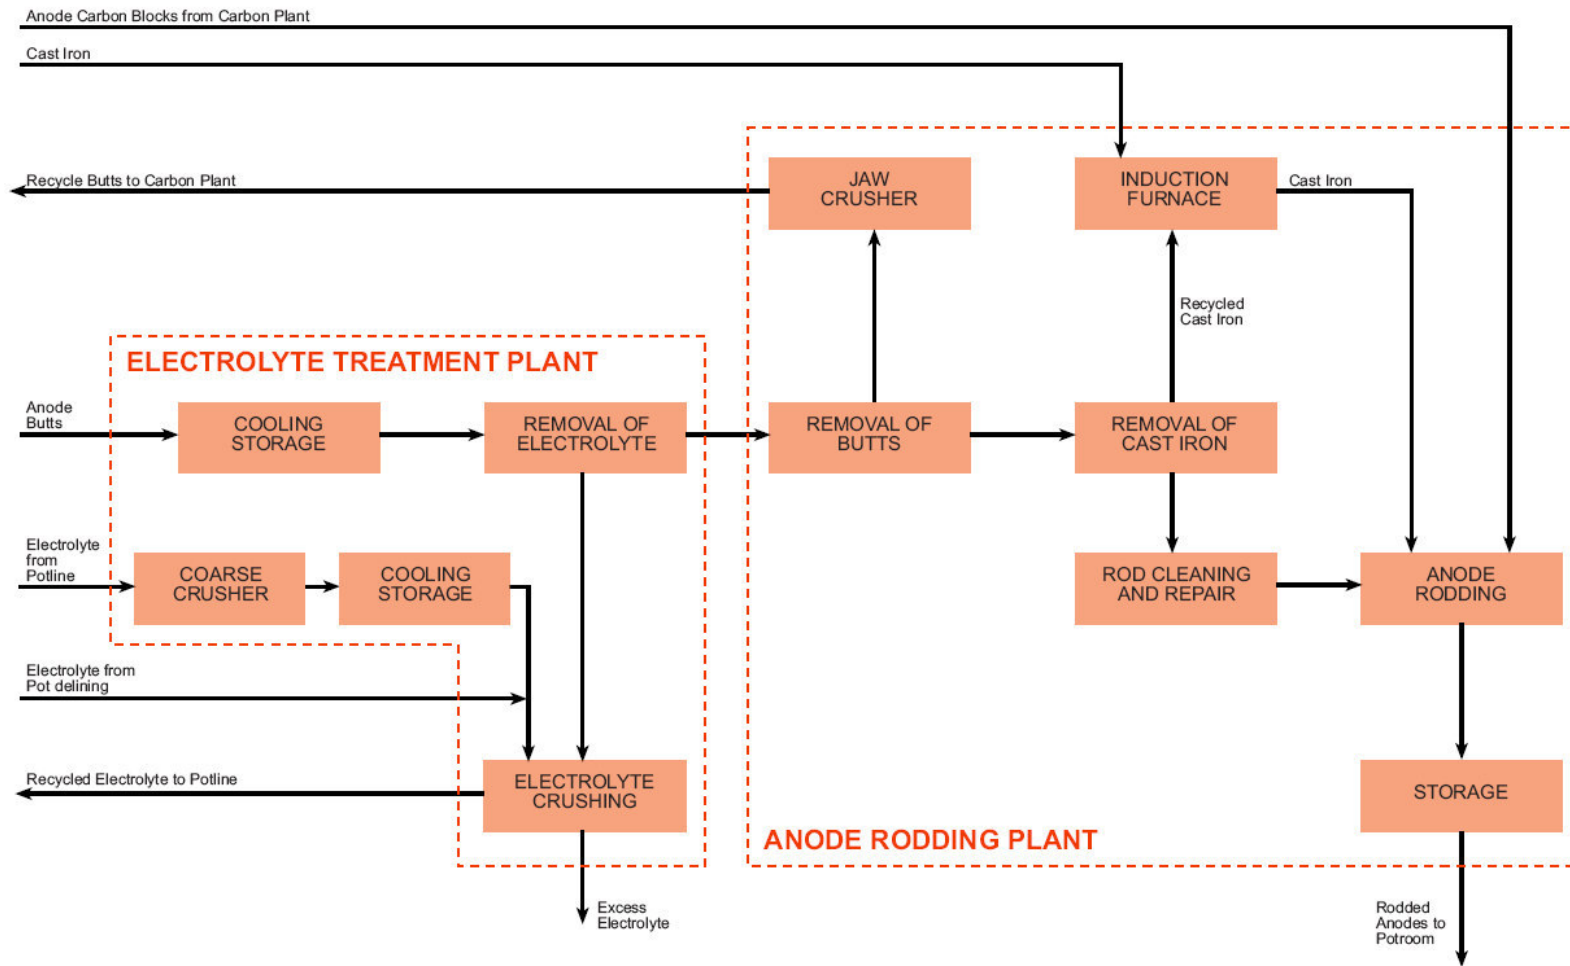 Anode Carbon Blocks from Carbon Plant
Cast Iron
Recycle Butts to Carbon Plant
JAW
CRUSHER
INDUCTION
FURNACE
Cast Iron
Recycled
Cast Iron
ELECTROLYTE TREATMENT PLANT
Anode
Butts
COOLING
STORAGE
REMOVAL OF
ELECTROLYTE
REMOVAL OF
BUTTS
REMOVAL OF
CAST IRON
Electrolyte
from
Potline
COARSE
CRUSHER
COOLING
STORAGE
ROD CLEANING
AND REPAIR
ANODE
RODDING
Electrolyte from
Pot delining
Recycled Electrolyte to Potline
ELECTROLYTE
CRUSHING
STORAGE
ANODE RODDING PLANT
Excess
Electrolyte
Rodded
Anodes to
Potroom